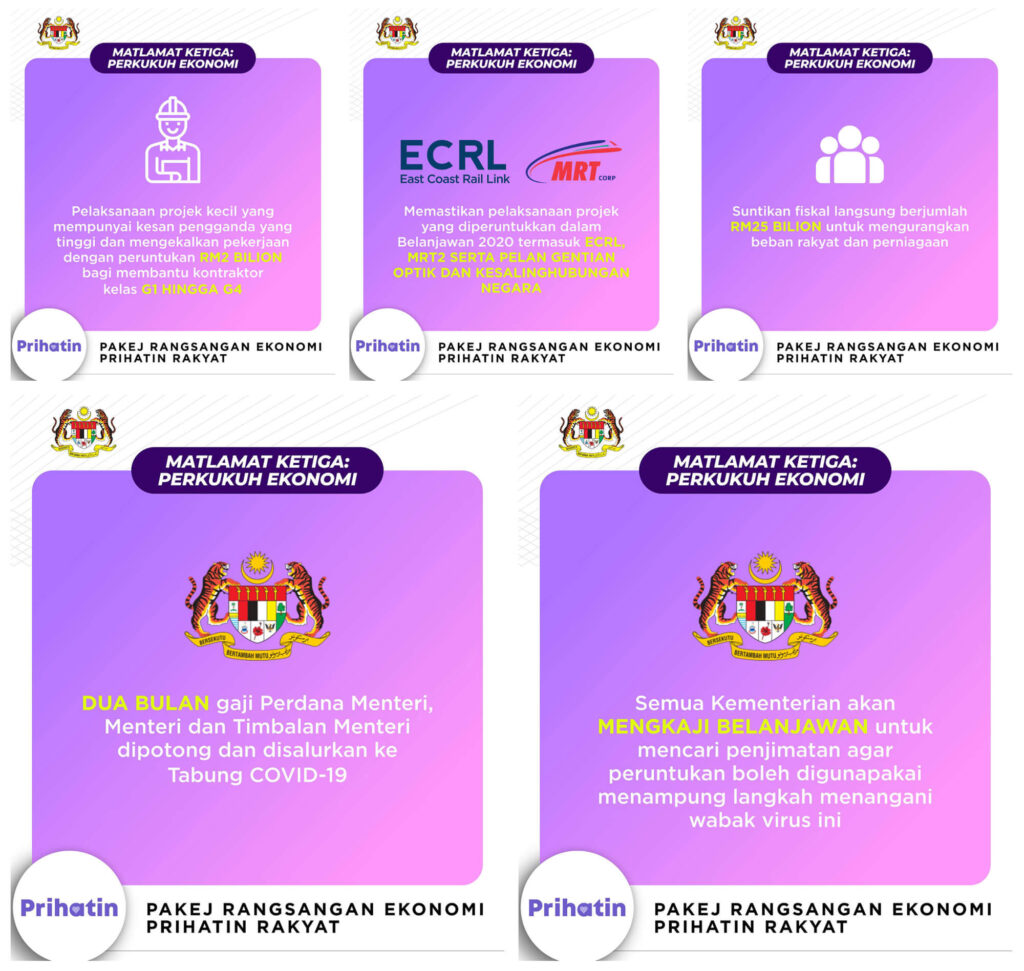 MATLAMAT KETIGA:
PERKUKUH EKONOMI
Pelaksanaan projek kecil yang
mempunyai kesan pengganda yang
tinggi dan mengekalkan pekerjaan
dengan peruntukan RM2 BILION
bagi membantu kontraktor
kelas G1 HINGGA G4
Prihatin
PAKEJ RANGSANGAN EKONOMI
PRIHATIN RAKYAT
MATLAMAT KETIGA:
PERKUKUH EKONOMI
ECRL
East Coast Rail Link
MRT CORP
Memastikan pelaksanaan projek
yang diperuntukkan dalam
Belanjawan 2020 termasuk ECRL,
MRT2 SERTA PELAN GENTIAN
OPTIK DAN KESALINGHUBUNGAN
NEGARA
Prihatin
PAKEJ RANGSANGAN EKONOMI
PRIHATIN RAKYAT
MATLAMAT KETIGA:
PERKUKUH EKONOMI
Suntikan fiskal langsung berjumlah
RM25 BILION untuk mengurangkan
beban rakyat dan perniagaan
Prihatin
PAKEJ RANGSANGAN EKONOMI
PRIHATIN RAKYAT
MATLAMAT KETIGA:
PERKUKUH EKONOMI
BERSEKUTU
BERTAMBAH MUTU
DUA BULAN gaji Perdana Menteri,
Menteri dan Timbalan Menteri
dipotong dan disalurkan ke
Tabung COVID-19
Prihatin
PAKEJ RANGSANGAN EKONOMI
PRIHATIN RAKYAT
MATLAMAT KETIGA:
PERKUKUH EKONOMI
BERSEKUTU
BERTAMBAH MUTU
Semua Kementerian akan
MENGKAJI BELANJAWAN untuk
mencari penjimatan agar
peruntukan boleh digunapakai
menampung langkah menangani
wabak virus ini
Prihatin
PAKEJ RANGSANGAN EKONOMI
PRIHATIN RAKYAT